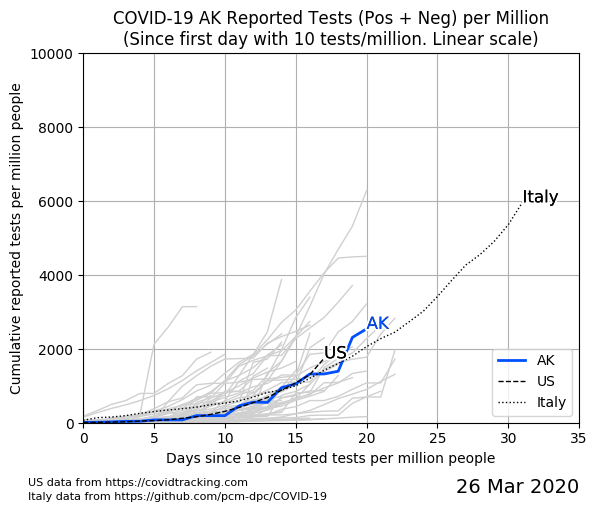 COVID-19 AK Reported Tests (Pos + Neg) per Million
(Since first day with 10 tests/million. Linear scale)
Cumulative reported tests per million people
10000
8000
6000
4000
2000
0
Italy
AK
US
AK
US
Italy
0 5 10 15 20 25 30 35
Days since 10 reported tests per million people
US data from https://covidtracking.com
Italy data from https://github.com/pcm-dpc/COVID-19
26 Mar 2020